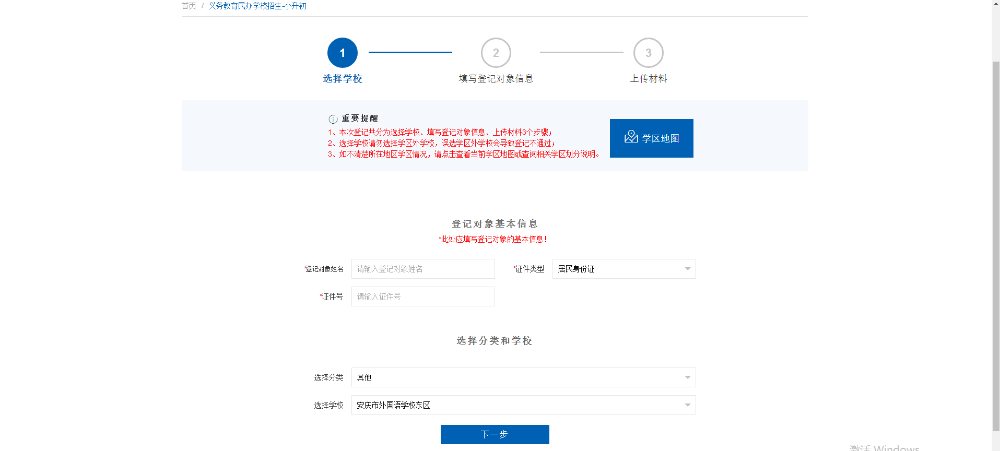 首页 / 义务教育民办学校招生-小升初
1
2
3
选择学校
填写登记对象信息
上传材料
重要提醒
1、本次登记共分为选择学校、填写登记对象信息、上传材料3个步骤；
2、选择学校请勿选择学区外学校，误选学区外学校会导致登记不通过；
3、如不清楚所在地区学区情况，请点击查看当前学区地图或查阅相关学区划分说明。
学区地图
登记对象基本信息
*此处应填写登记对象的基本信息！
*登记对象姓名 请输入登记对象姓名 *证件类型 居民身份证
*证件号 请输入证件号
选择分类和学校
选择分类 其他
选择学校 安庆市外国语学校东区
下一步
激活 Windows